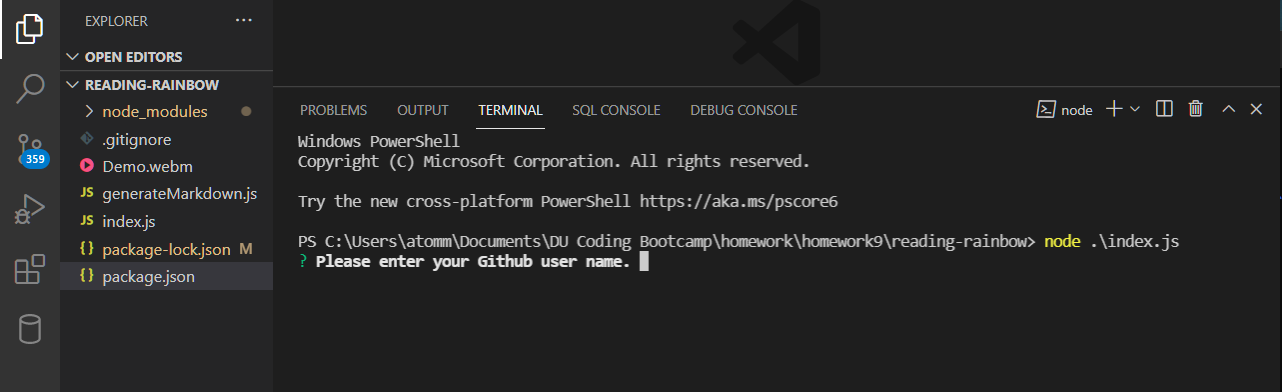 EXPLORER ...
OPEN EDITORS
READING-RAINBOW
node_modules
.gitignore
359
Demo.webm
JS generateMarkdown.js
JS index.js
{} package-lock.json M
{} package.json
PROBLEMS OUTPUT TERMINAL SQL CONSOLE DEBUG CONSOLE node
Windows PowerShell
Copyright (C) Microsoft Corporation. All rights reserved.
Try the new cross-platform PowerShell https://aka.ms/pscore6
PS C:\Users\atomm\Documents\DU Coding Bootcamp\homework\homework9\reading-rainbow> node .\index.js
? Please enter your Github user name.